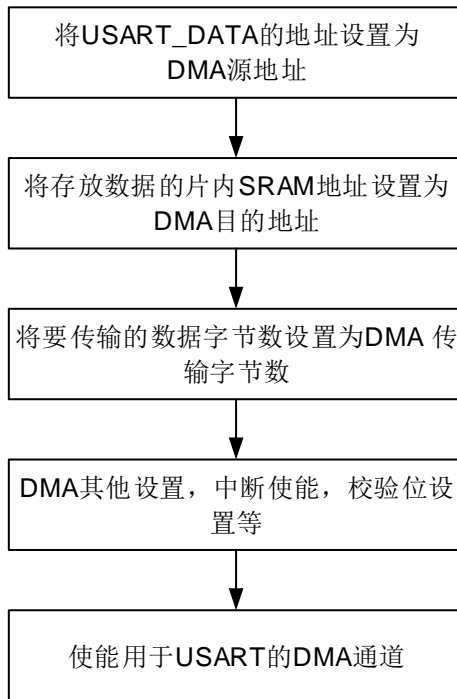 将USART_DATA的地址设置为
DMA源地址
将存放数据的片内SRAM地址设置为
DMA目的地址
将要传输的数据字节数设置为DMA 传
输字节数
DMA其他设置，中断使能，校验位设
置等
使能用于USART的DMA通道